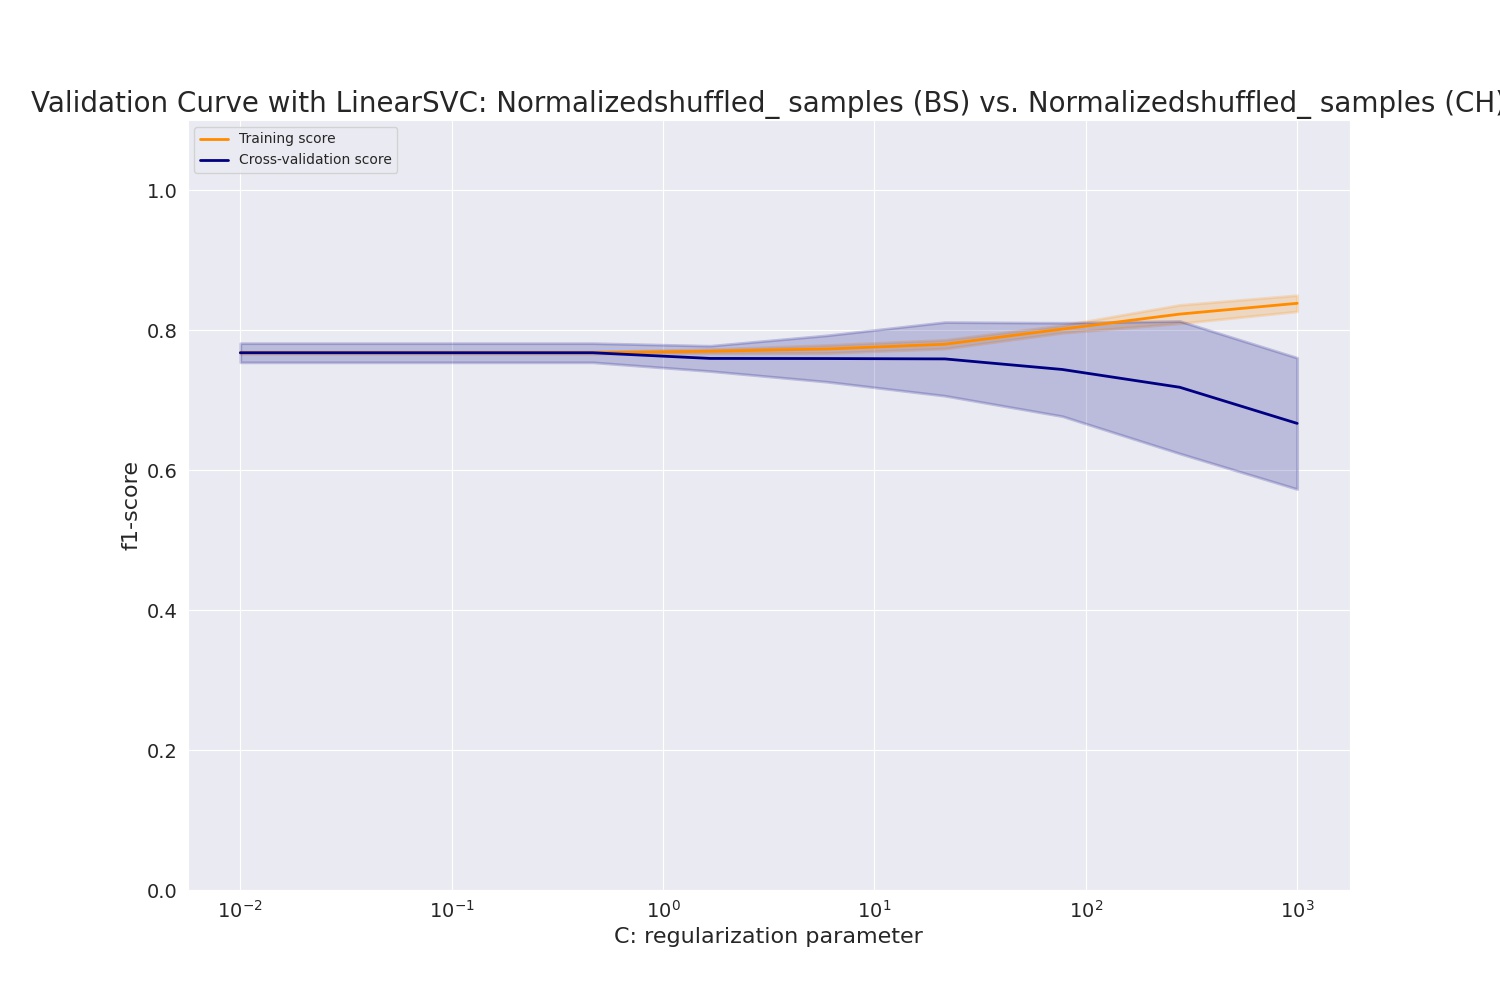 Validation Curve with LinearSVC: Normalizedshuffled_ samples (BS) vs. Normalizedshuffled_ samples (CH)
Training score
Cross-validation score
1.0
0.8
0.6
0.4
0.2
0.0
f1-score
10⁻² 10⁻¹ 10⁰ 10¹ 10² 10³
C: regularization parameter